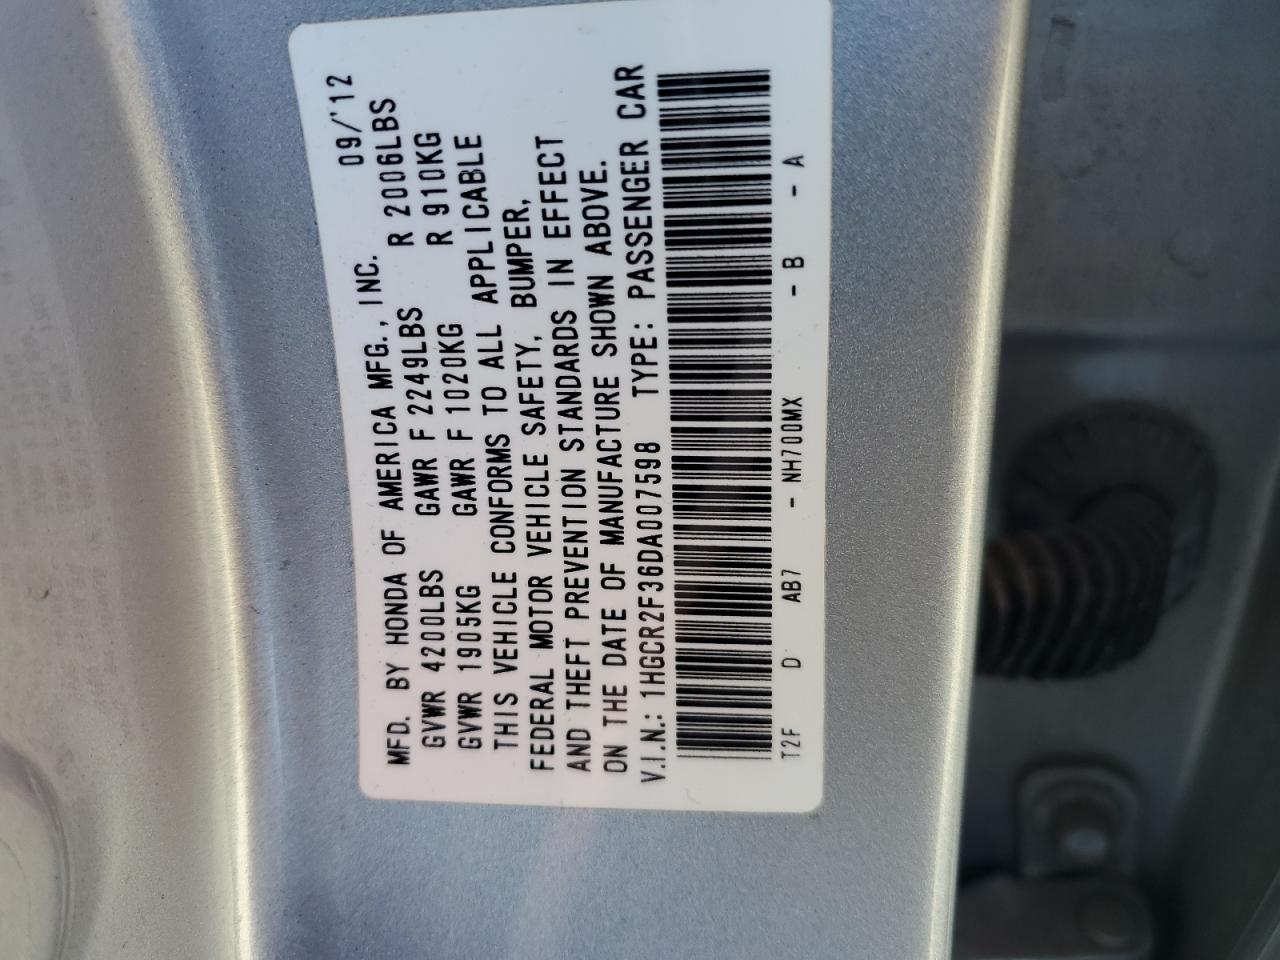 MFD. BY HONDA OF AMERICA MFG., INC. 09/'12
GVWR 4200LBS GAWR F 2249LBS R 2006LBS
GVWR 1905KG GAWR F 1020KG R 910KG
THIS VEHICLE CONFORMS TO ALL APPLICABLE
FEDERAL MOTOR VEHICLE SAFETY, BUMPER,
AND THEFT PREVENTION STANDARDS IN EFFECT
ON THE DATE OF MANUFACTURE SHOWN ABOVE.
V.I.N.: 1HGCR2F36DA007598 TYPE: PASSENGER CAR
T2F D AB7 - NH700MX - B - A